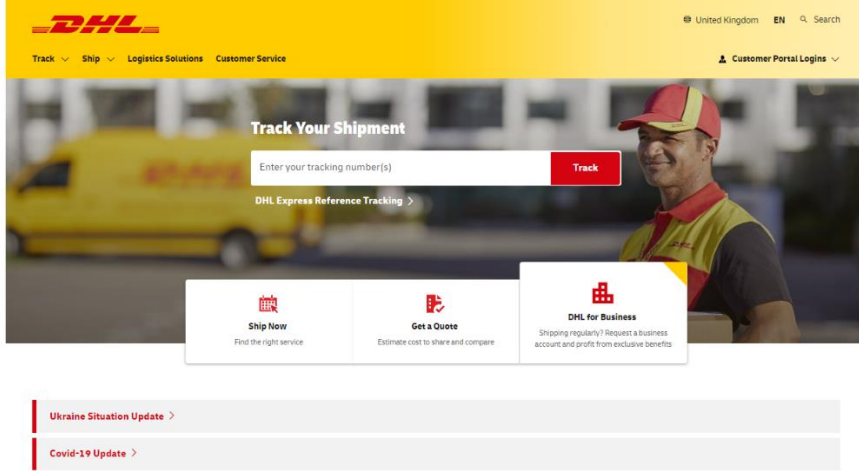 DHL
United Kingdom EN Search
Track Ship Logistics Solutions Customer Service Customer Portal Logins
Track Your Shipment
Enter your tracking number(s) Track
DHL Express Reference Tracking
Ship Now
Find the right service
Get a Quote
Estimate cost to share and compare
DHL for Business
Shipping regularly? Request a business
account and profit from exclusive benefits
Ukraine Situation Update
Covid-19 Update